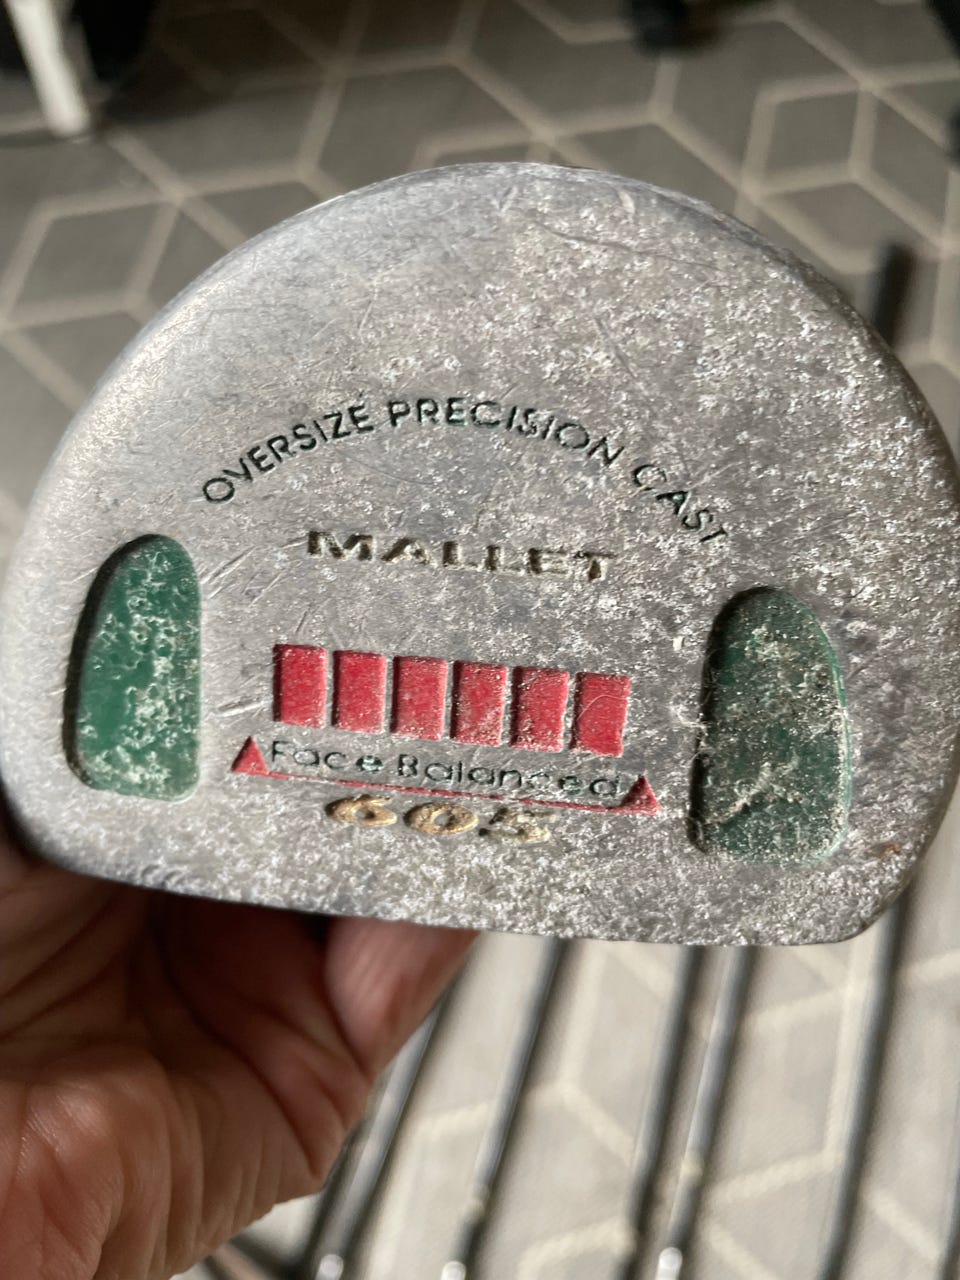 OVERSIZE PRECISION CAST
MALLET
Face Balanced
605